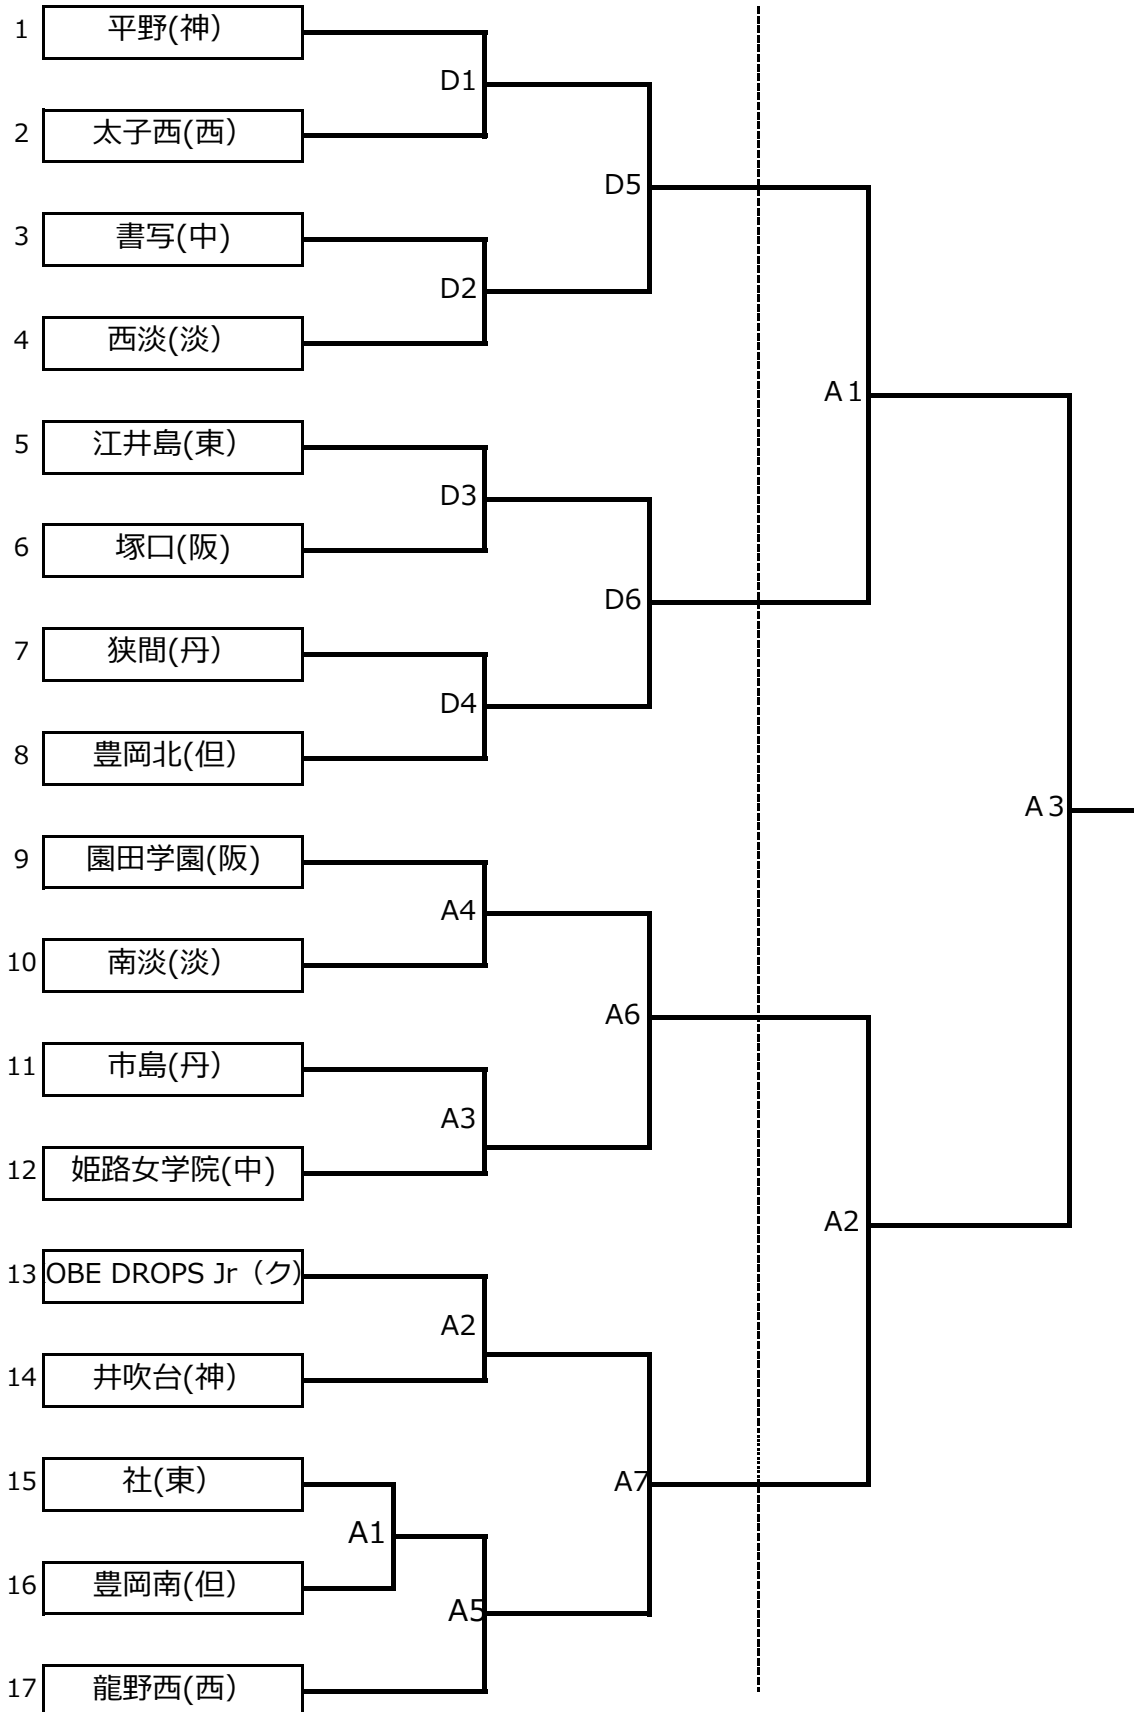 1 平野(神）
D1
2 太子西(西）
D5
3 書写(中)
D2
4 西淡(淡）
A１
5 江井島(東）
D3
6 塚口(阪)
D6
7 狭間(丹）
D4
8 豊岡北(但）
A３
9 園田学園(阪)
A4
10 南淡(淡）
A6
11 市島(丹）
A3
12 姫路女学院(中)
A2
13 OBE DROPS Jr（ク）
A2
14 井吹台(神）
15 社(東）
A7
A1
16 豊岡南(但）
A5
17 龍野西(西）